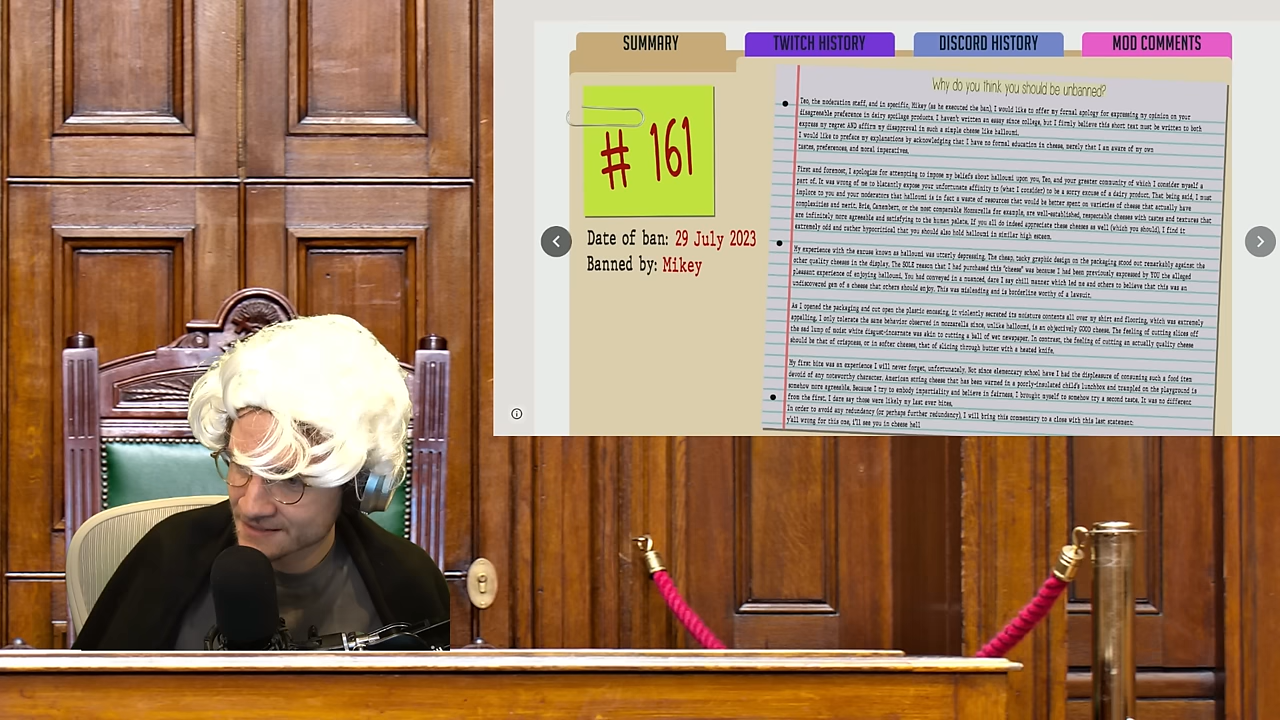 SUMMARY
TWITCH HISTORY
DISCORD HISTORY
MOD COMMENTS
# 161
Date of ban: 29 July 2023
Banned by: Mikey
Why do you think you should be unbanned?
Teo, the moderation staff, and in specific, Mikey (as he executed the ban), I would like to offer my formal apology for expressing my opinion on your
disagreeable preference in dairy spoilage products. I haven't written an essay since college, but I firmly believe this short text must be written to both
express my regret AND affirm my disapproval in such a simple cheese like halloumi.
I would like to preface my explanations by acknowledging that I have no formal education in cheese, merely that I am aware of my own
tastes, preferences, and moral imperatives.
First and foremost, I apologise for attempting to impose my beliefs about halloumi upon you, Teo, and your greater community of which I consider myself a
part of. It was wrong of me to blatantly expose your unfortunate affinity to (what I consider) to be a sorry excuse of a dairy product. That being said, I must
implore to you and your moderators that halloumi is in fact a waste of resources that would be better spent on varieties of cheese that actually have
complexities and merit. Brie, Camembert, or the most comparable Mozzarella for example, are well-established, respectable cheeses with tastes and textures that
are infinitely more agreeable and satisfying to the human palate. If you all do indeed appreciate these cheeses as well (which you should), I find it
extremely odd and rather hypocritical that you should also hold halloumi in similar high esteem.
My experience with the excuse known as halloumi was utterly depressing. The cheap, tacky graphic design on the packaging stood out remarkably against the
other quality cheeses in the display. The SOLE reason that I had purchased this "cheese" was because I had been previously expressed by YOU the alleged
pleasant experience of enjoying halloumi. You had conveyed in a nuanced, dare I say chill manner which led me and others to believe that this was an
undiscovered gem of a cheese that others should enjoy. This was misleading and is borderline worthy of a lawsuit.
As I opened the packaging and cut open the plastic encasing, it violently secreted its moisture contents all over my shirt and flooring, which was extremely
appalling. I only tolerate the same behavior observed in mozzarella since, unlike halloumi, is an objectively GOOD cheese. The feeling of cutting slices off
the sad lump of moist white disgust-incarnate was akin to cutting a ball of wet newspaper. In contrast, the feeling of cutting an actually quality cheese
should be that of crispness, or in softer cheeses, that of slicing through butter with a heated knife.
My first bite was an experience I will never forget, unfortunately. Not since elementary school have I had the displeasure of consuming such a food item
devoid of any noteworthy character. American string cheese that has been warmed in a poorly-insulated child's lunchbox and trampled on the playground is
somehow more agreeable. Because I try to embody impartiality and believe in fairness, I brought myself to somehow try a second taste. It was no different
from the first. I dare say those were likely my last ever bites.
In order to avoid any redundancy (or perhaps further redundancy), I will bring this commentary to a close with this last statement:
y'all wrong for this one, i'll see you in cheese hell